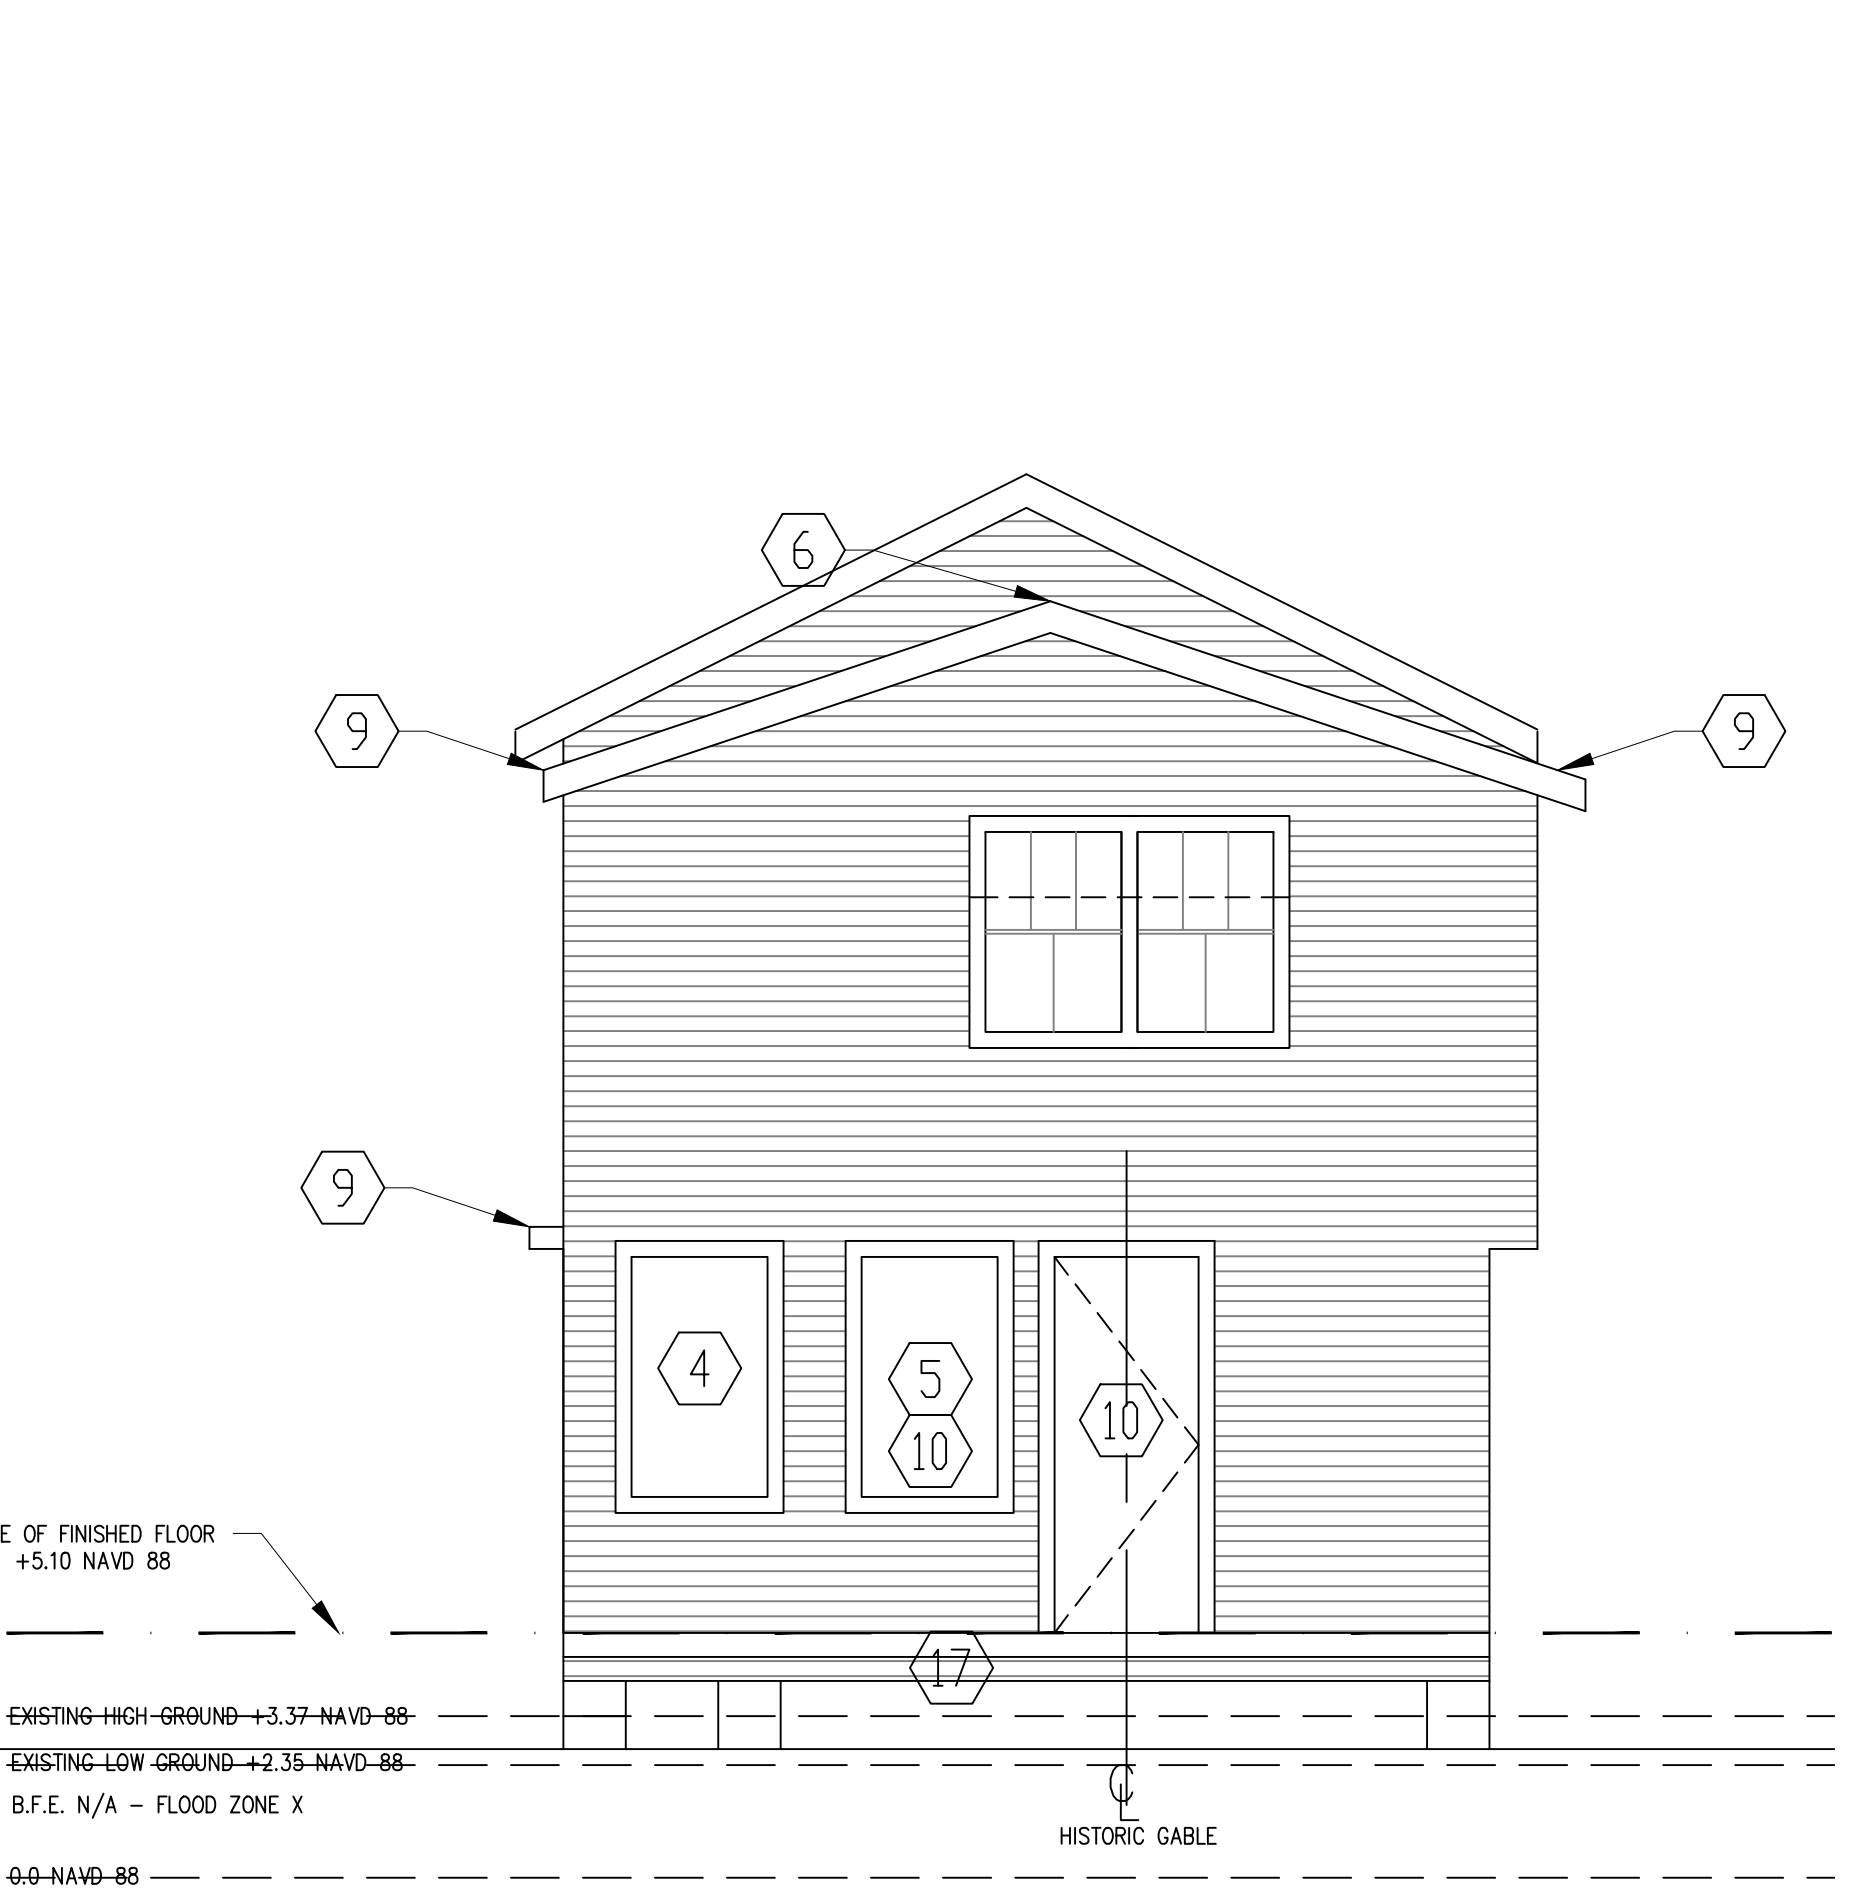 6
9
9
9
4
5
10
10
E OF FINISHED FLOOR
+5.10 NAVD 88
17
EXISTING HIGH GROUND +3.37 NAVD 88
EXISTING LOW GROUND +2.35 NAVD 88
B.F.E. N/A - FLOOD ZONE X
CL
HISTORIC GABLE
0.0 NAVD 88